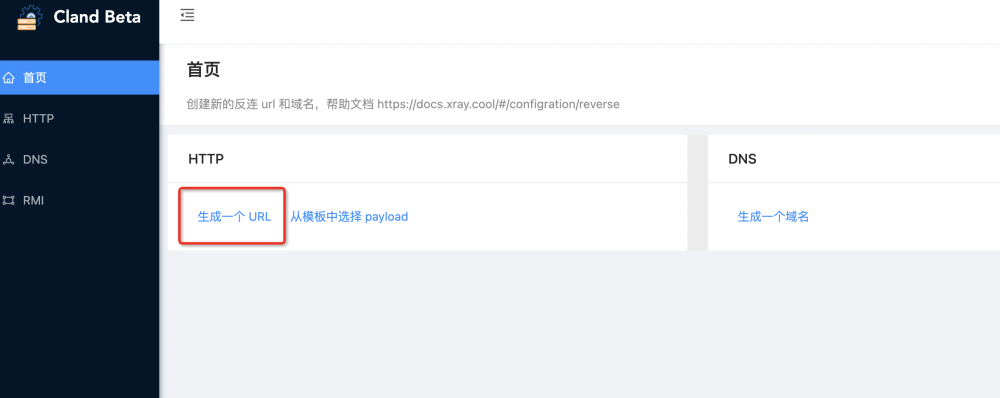 Cland Beta
首页
HTTP
DNS
RMI
首页
创建新的反连 url 和域名，帮助文档 https://docs.xray.cool/#/configration/reverse
HTTP
生成一个 URL 从模板中选择 payload
DNS
生成一个域名